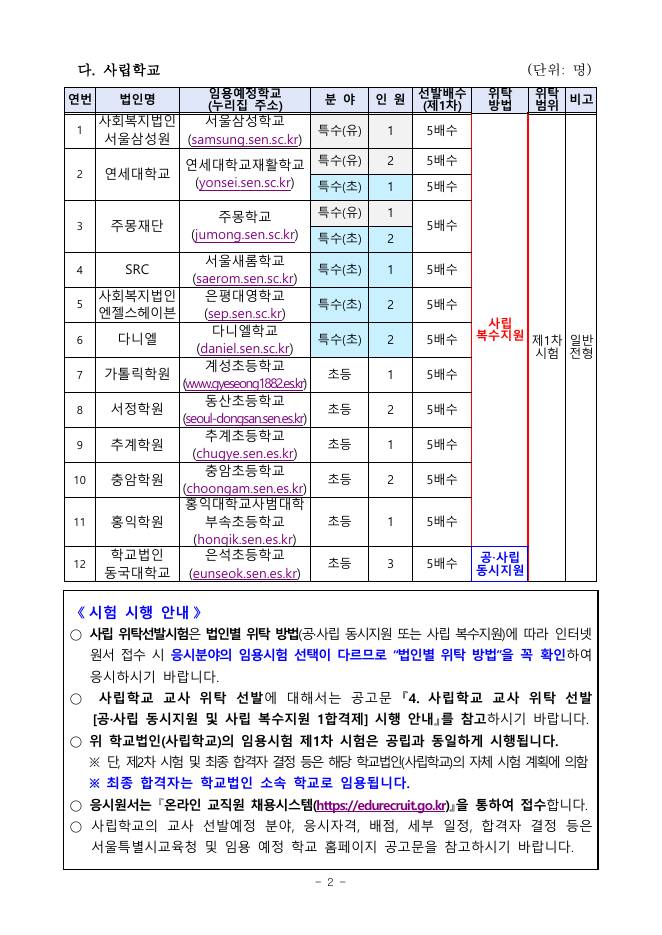 다. 사립학교 (단위: 명)
연번 법인명 임용예정학교 (누리집 주소) 분 야 인 원 선발배수 (제1차) 위탁 방법 위탁 범위 비고
1 사회복지법인 서울삼성원 서울삼성학교 (samsung.sen.sc.kr) 특수(유) 1 5배수
2 연세대학교 연세대학교재활학교 (yonsei.sen.sc.kr) 특수(유) 2 5배수
특수(초) 1 5배수
3 주몽재단 주몽학교 (jumong.sen.sc.kr) 특수(유) 1 5배수
특수(초) 2
4 SRC 서울새롬학교 (saerom.sen.sc.kr) 특수(초) 1 5배수
5 사회복지법인 엔젤스헤이븐 은평대영학교 (sep.sen.sc.kr) 특수(초) 2 5배수
6 다니엘 다니엘학교 (daniel.sen.sc.kr) 특수(초) 2 5배수
사립 복수지원 제1차 시험 일반 전형
7 가톨릭학원 계성초등학교 (www.gyeseong1882.es.kr) 초등 1 5배수
8 서정학원 동산초등학교 (seoul-dongsan.sen.es.kr) 초등 2 5배수
9 추계학원 추계초등학교 (chugye.sen.es.kr) 초등 1 5배수
10 충암학원 충암초등학교 (choongam.sen.es.kr) 초등 2 5배수
11 홍익학원 홍익대학교사범대학 부속초등학교 (hongik.sen.es.kr) 초등 1 5배수
12 학교법인 동국대학교 은석초등학교 (eunseok.sen.es.kr) 초등 3 5배수 공·사립 동시지원
《 시험 시행 안내 》
○ 사립 위탁선발시험은 법인별 위탁 방법(공·사립 동시지원 또는 사립 복수지원)에 따라 인터넷
원서 접수 시 응시분야의 임용시험 선택이 다르므로 "법인별 위탁 방법"을 꼭 확인하여
응시하시기 바랍니다.
○ 사립학교 교사 위탁 선발에 대해서는 공고문 『4. 사립학교 교사 위탁 선발
[공·사립 동시지원 및 사립 복수지원 1합격제] 시행 안내』를 참고하시기 바랍니다.
○ 위 학교법인(사립학교)의 임용시험 제1차 시험은 공립과 동일하게 시행됩니다.
※ 단, 제2차 시험 및 최종 합격자 결정 등은 해당 학교법인(사립학교)의 자체 시험 계획에 의함
※ 최종 합격자는 학교법인 소속 학교로 임용됩니다.
○ 응시원서는 『온라인 교직원 채용시스템(https://edurecruit.go.kr)』을 통하여 접수합니다.
○ 사립학교의 교사 선발예정 분야, 응시자격, 배점, 세부 일정, 합격자 결정 등은
서울특별시교육청 및 임용 예정 학교 홈페이지 공고문을 참고하시기 바랍니다.
- 2 -